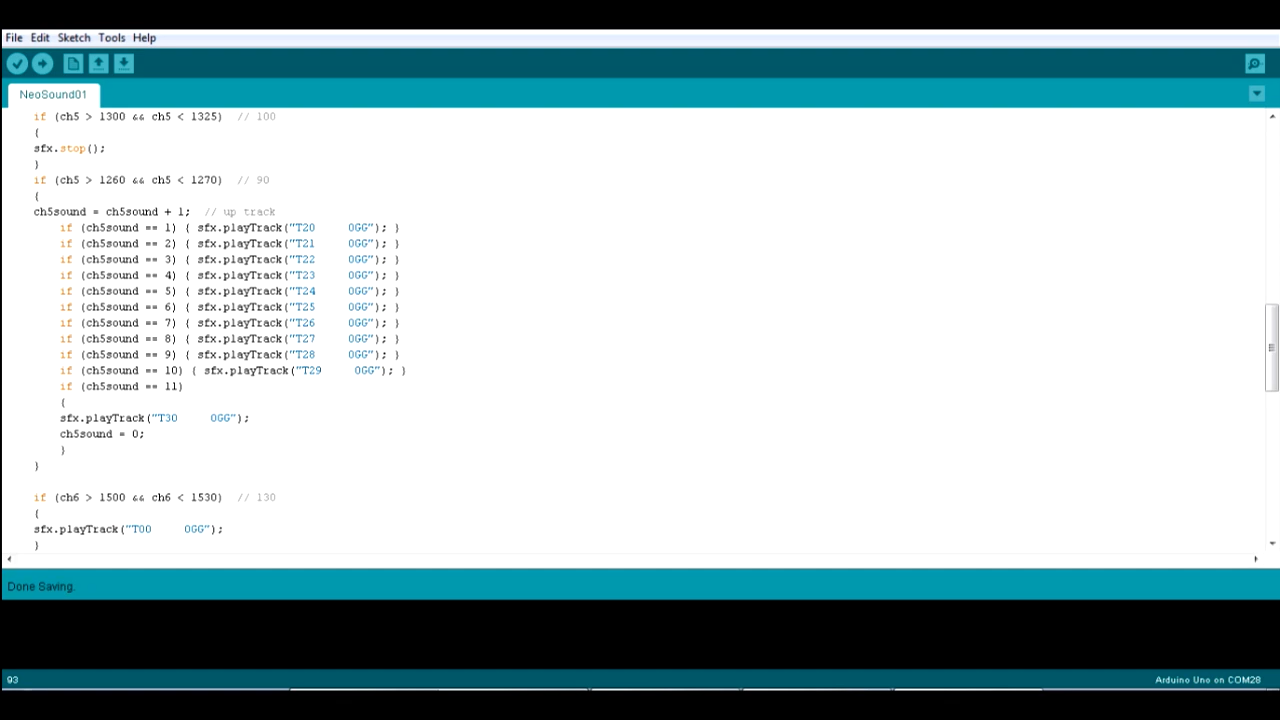 File Edit Sketch Tools Help
NeoSound01
if (ch5 > 1300 && ch5 < 1325)  // 100
{
sfx.stop();
}
if (ch5 > 1260 && ch5 < 1270)  // 90
{
ch5sound = ch5sound + 1;  // up track
if (ch5sound == 1) { sfx.playTrack("T20     OGG"); }
if (ch5sound == 2) { sfx.playTrack("T21     OGG"); }
if (ch5sound == 3) { sfx.playTrack("T22     OGG"); }
if (ch5sound == 4) { sfx.playTrack("T23     OGG"); }
if (ch5sound == 5) { sfx.playTrack("T24     OGG"); }
if (ch5sound == 6) { sfx.playTrack("T25     OGG"); }
if (ch5sound == 7) { sfx.playTrack("T26     OGG"); }
if (ch5sound == 8) { sfx.playTrack("T27     OGG"); }
if (ch5sound == 9) { sfx.playTrack("T28     OGG"); }
if (ch5sound == 10) { sfx.playTrack("T29     OGG"); }
if (ch5sound == 11)
{
sfx.playTrack("T30     OGG");
ch5sound = 0;
}
}
if (ch6 > 1500 && ch6 < 1530)  // 130
{
sfx.playTrack("T00     OGG");
}
Done Saving.
93
Arduino Uno on COM28